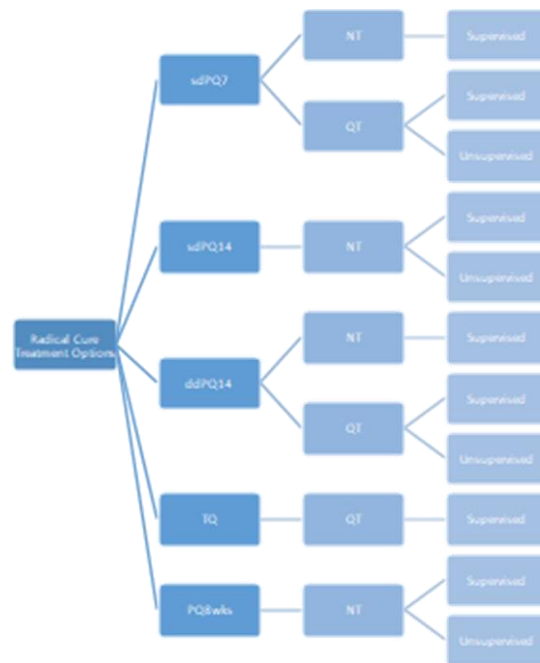 Radical Cure
Treatment Options
sdPQ7
NT
Supervised
QT
Supervised
Unsupervised
sdPQ14
NT
Supervised
Unsupervised
ddPQ14
NT
Supervised
QT
Supervised
Unsupervised
TQ
QT
Supervised
PQ8wks
NT
Supervised
Unsupervised